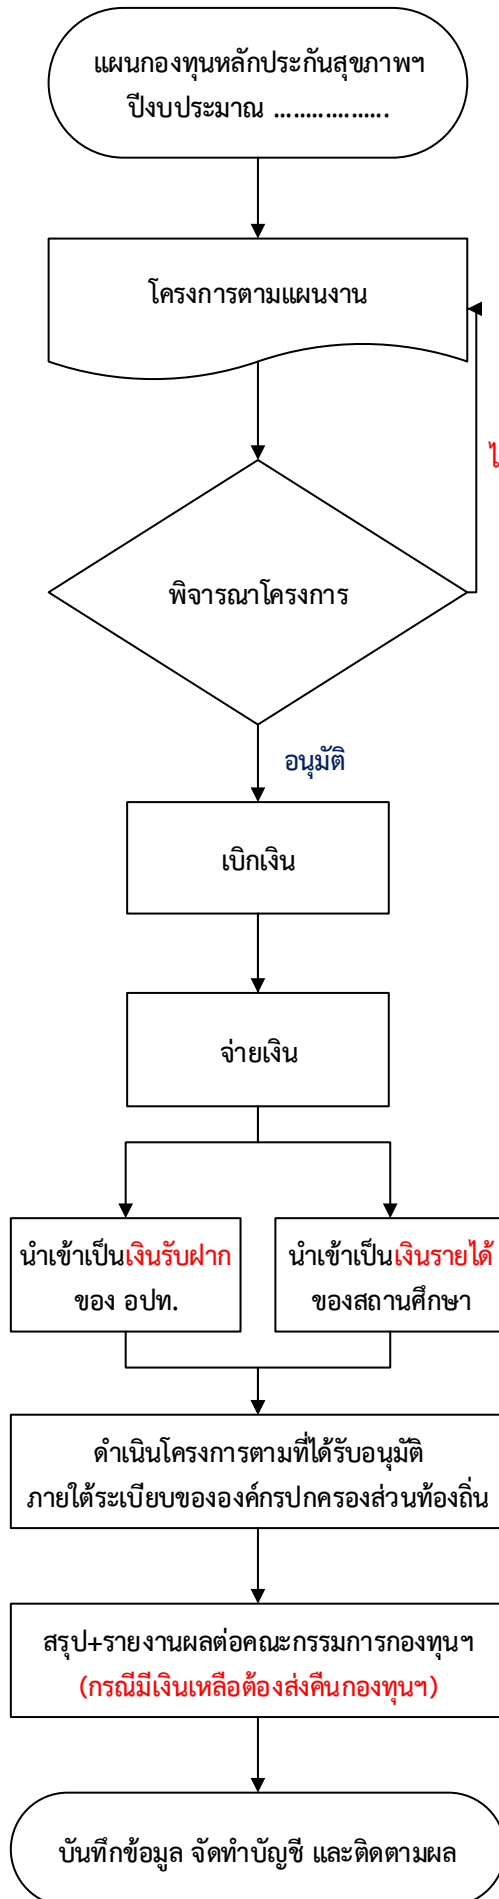 แผนกองทุนหลักประกันสุขภาพฯ
ปีงบประมาณ ..................
โครงการตามแผนงาน
พิจารณาโครงการ
อนุมัติ
เบิกเงิน
จ่ายเงิน
นำเข้าเป็นเงินรับฝาก
ของ อปท.
นำเข้าเป็นเงินรายได้
ของสถานศึกษา
ดำเนินโครงการตามที่ได้รับอนุมัติ
ภายใต้ระเบียบขององค์กรปกครองส่วนท้องถิ่น
สรุป+รายงานผลต่อคณะกรรมการกองทุนฯ
(กรณีมีเงินเหลือต้องส่งคืนกองทุนฯ)
บันทึกข้อมูล จัดทำบัญชี และติดตามผล